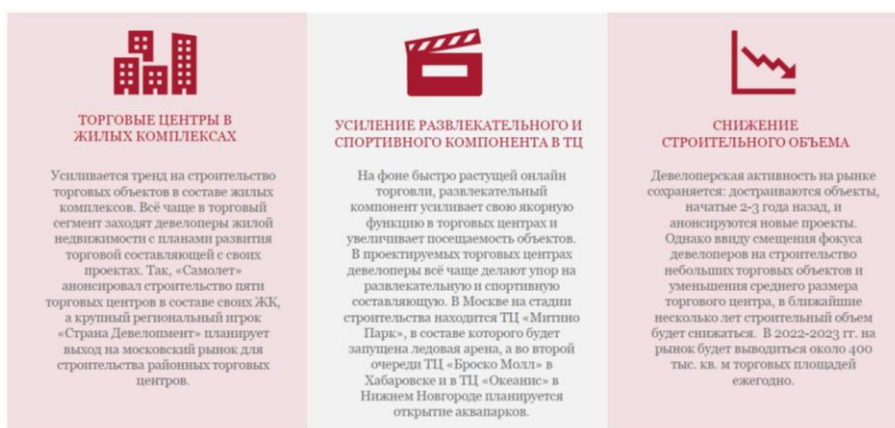 ТОРГОВЫЕ ЦЕНТРЫ В
ЖИЛЫХ КОМПЛЕКСАХ
Усиливается тренд на строительство
торговых объектов в составе жилых
комплексов. Всё чаще в торговый
сегмент заходят девелоперы жилой
недвижимости с планами развития
торговой составляющей с своих
проектах. Так, «Самолет»
анонсировал строительство пяти
торговых центров в составе своих ЖК,
а крупный региональный игрок
«Страна Девелопмент» планирует
выход на московский рынок для
строительства районных торговых
центров.
УСИЛЕНИЕ РАЗВЛЕКАТЕЛЬНОГО И
СПОРТИВНОГО КОМПОНЕНТА В ТЦ
На фоне быстро растущей онлайн
торговли, развлекательный
компонент усиливает свою якорную
функцию в торговых центрах и
увеличивает посещаемость объектов.
В проектируемых торговых центрах
девелоперы всё чаще делают упор на
развлекательную и спортивную
составляющую. В Москве на стадии
строительства находится ТЦ «Митино
Парк», в составе которого будет
запущена ледовая арена, а во второй
очереди ТЦ «Броско Молл» в
Хабаровске и в ТЦ «Океанис» в
Нижнем Новгороде планируется
открытие аквапарков.
СНИЖЕНИЕ
СТРОИТЕЛЬНОГО ОБЪЕМА
Девелоперская активность на рынке
сохраняется: достраиваются объекты,
начатые 2-3 года назад, и
анонсируются новые проекты.
Однако ввиду смещения фокуса
девелоперов на строительство
небольших торговых объектов и
уменьшения среднего размера
торгового центра, в ближайшие
несколько лет строительный объем
будет снижаться. В 2022-2023 гг. на
рынок будет выводиться около 400
тыс. кв. м торговых площадей
ежегодно.